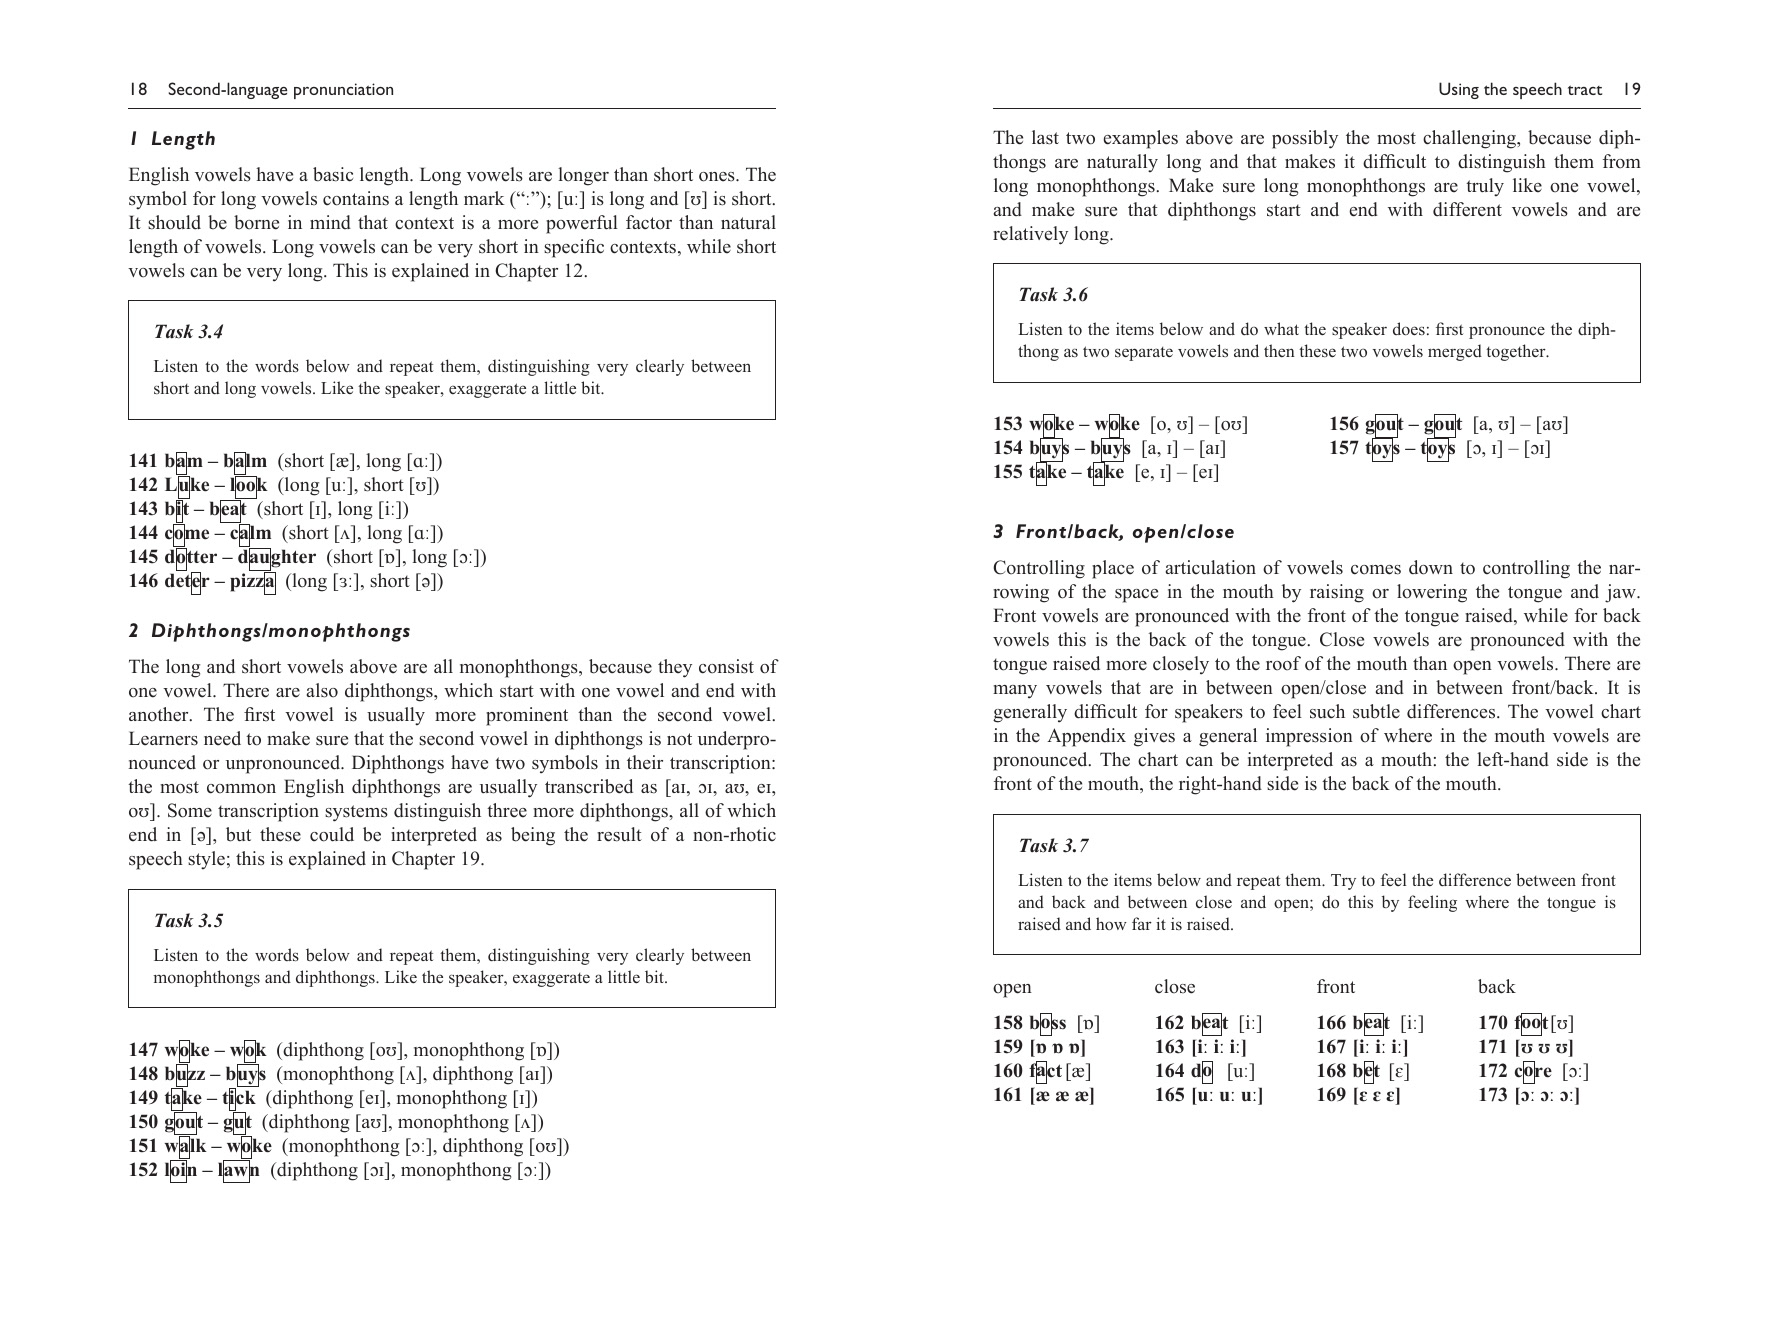 18 Second-language pronunciation
1 Length
English vowels have a basic length. Long vowels are longer than short ones. The
symbol for long vowels contains a length mark (“ː”); [uː] is long and [ʊ] is short.
It should be borne in mind that context is a more powerful factor than natural
length of vowels. Long vowels can be very short in specific contexts, while short
vowels can be very long. This is explained in Chapter 12.
Task 3.4
Listen to the words below and repeat them, distinguishing very clearly between
short and long vowels. Like the speaker, exaggerate a little bit.
141 bam – balm (short [æ], long [ɑː])
142 Luke – look (long [uː], short [ʊ])
143 bit – beat (short [ɪ], long [iː])
144 come – calm (short [ʌ], long [ɑː])
145 dotter – daughter (short [ɒ], long [ɔː])
146 deter – pizza (long [ɜː], short [ə])
2 Diphthongs/monophthongs
The long and short vowels above are all monophthongs, because they consist of
one vowel. There are also diphthongs, which start with one vowel and end with
another. The first vowel is usually more prominent than the second vowel.
Learners need to make sure that the second vowel in diphthongs is not underpro-
nounced or unpronounced. Diphthongs have two symbols in their transcription:
the most common English diphthongs are usually transcribed as [aɪ, ɔɪ, aʊ, eɪ,
oʊ]. Some transcription systems distinguish three more diphthongs, all of which
end in [ə], but these could be interpreted as being the result of a non-rhotic
speech style; this is explained in Chapter 19.
Task 3.5
Listen to the words below and repeat them, distinguishing very clearly between
monophthongs and diphthongs. Like the speaker, exaggerate a little bit.
147 woke – wok (diphthong [oʊ], monophthong [ɒ])
148 buzz – buys (monophthong [ʌ], diphthong [aɪ])
149 take – tick (diphthong [eɪ], monophthong [ɪ])
150 gout – gut (diphthong [aʊ], monophthong [ʌ])
151 walk – woke (monophthong [ɔː], diphthong [oʊ])
152 loin – lawn (diphthong [ɔɪ], monophthong [ɔː])
Using the speech tract 19
The last two examples above are possibly the most challenging, because diph-
thongs are naturally long and that makes it difficult to distinguish them from
long monophthongs. Make sure long monophthongs are truly like one vowel,
and make sure that diphthongs start and end with different vowels and are
relatively long.
Task 3.6
Listen to the items below and do what the speaker does: first pronounce the diph-
thong as two separate vowels and then these two vowels merged together.
153 woke – woke [o, ʊ] – [oʊ] 156 gout – gout [a, ʊ] – [aʊ]
154 buys – buys [a, ɪ] – [aɪ] 157 toys – toys [ɔ, ɪ] – [ɔɪ]
155 take – take [e, ɪ] – [eɪ]
3 Front/back, open/close
Controlling place of articulation of vowels comes down to controlling the nar-
rowing of the space in the mouth by raising or lowering the tongue and jaw.
Front vowels are pronounced with the front of the tongue raised, while for back
vowels this is the back of the tongue. Close vowels are pronounced with the
tongue raised more closely to the roof of the mouth than open vowels. There are
many vowels that are in between open/close and in between front/back. It is
generally difficult for speakers to feel such subtle differences. The vowel chart
in the Appendix gives a general impression of where in the mouth vowels are
pronounced. The chart can be interpreted as a mouth: the left-hand side is the
front of the mouth, the right-hand side is the back of the mouth.
Task 3.7
Listen to the items below and repeat them. Try to feel the difference between front
and back and between close and open; do this by feeling where the tongue is
raised and how far it is raised.
open close front back
158 boss [ɒ] 162 beat [iː] 166 beat [iː] 170 foot [ʊ]
159 [ɒ ɒ ɒ] 163 [iː iː iː] 167 [iː iː iː] 171 [ʊ ʊ ʊ]
160 fact [æ] 164 do [uː] 168 bet [ɛ] 172 core [ɔː]
161 [æ æ æ] 165 [uː uː uː] 169 [ɛ ɛ ɛ] 173 [ɔː ɔː ɔː]